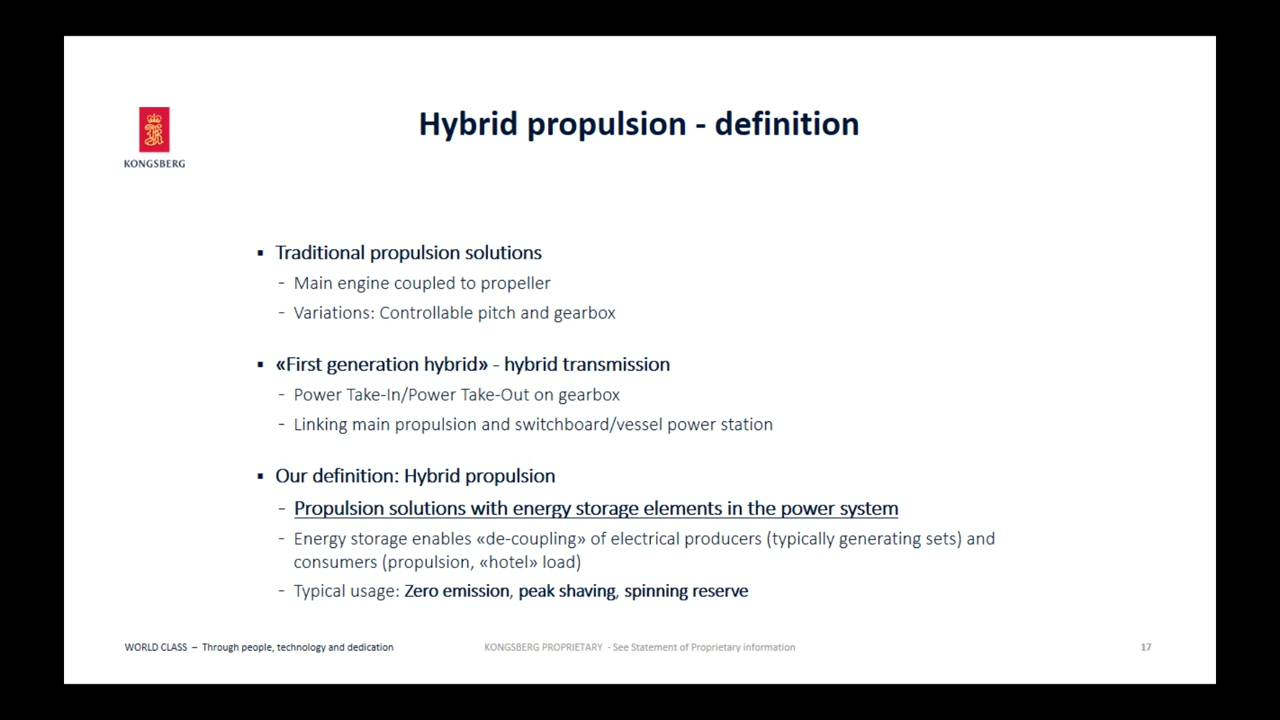 Hybrid propulsion - definition
KONGSBERG
▪ Traditional propulsion solutions
- Main engine coupled to propeller
- Variations: Controllable pitch and gearbox
▪ «First generation hybrid» - hybrid transmission
- Power Take-In/Power Take-Out on gearbox
- Linking main propulsion and switchboard/vessel power station
▪ Our definition: Hybrid propulsion
- Propulsion solutions with energy storage elements in the power system
- Energy storage enables «de-coupling» of electrical producers (typically generating sets) and
consumers (propulsion, «hotel» load)
- Typical usage: Zero emission, peak shaving, spinning reserve
WORLD CLASS – Through people, technology and dedication
KONGSBERG PROPRIETARY - See Statement of Proprietary information
17